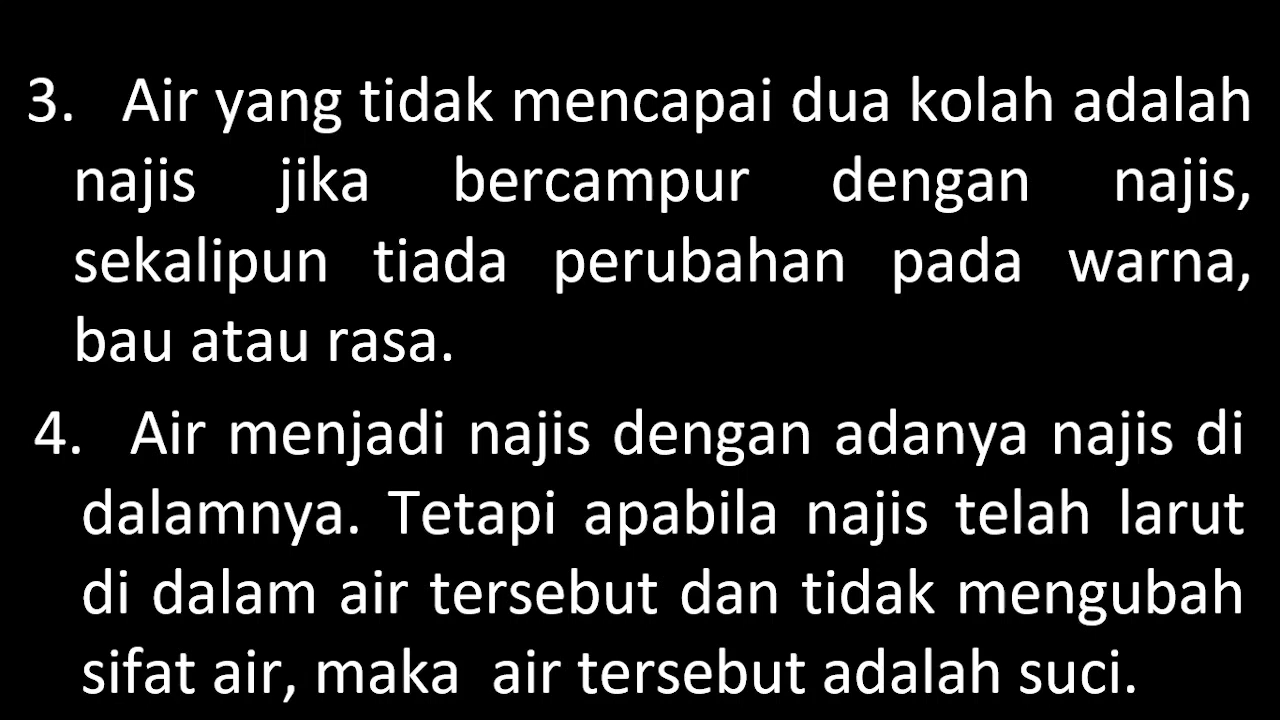 3. Air yang tidak mencapai dua kolah adalah
najis jika bercampur dengan najis,
sekalipun tiada perubahan pada warna,
bau atau rasa.
4. Air menjadi najis dengan adanya najis di
dalamnya. Tetapi apabila najis telah larut
di dalam air tersebut dan tidak mengubah
sifat air, maka air tersebut adalah suci.